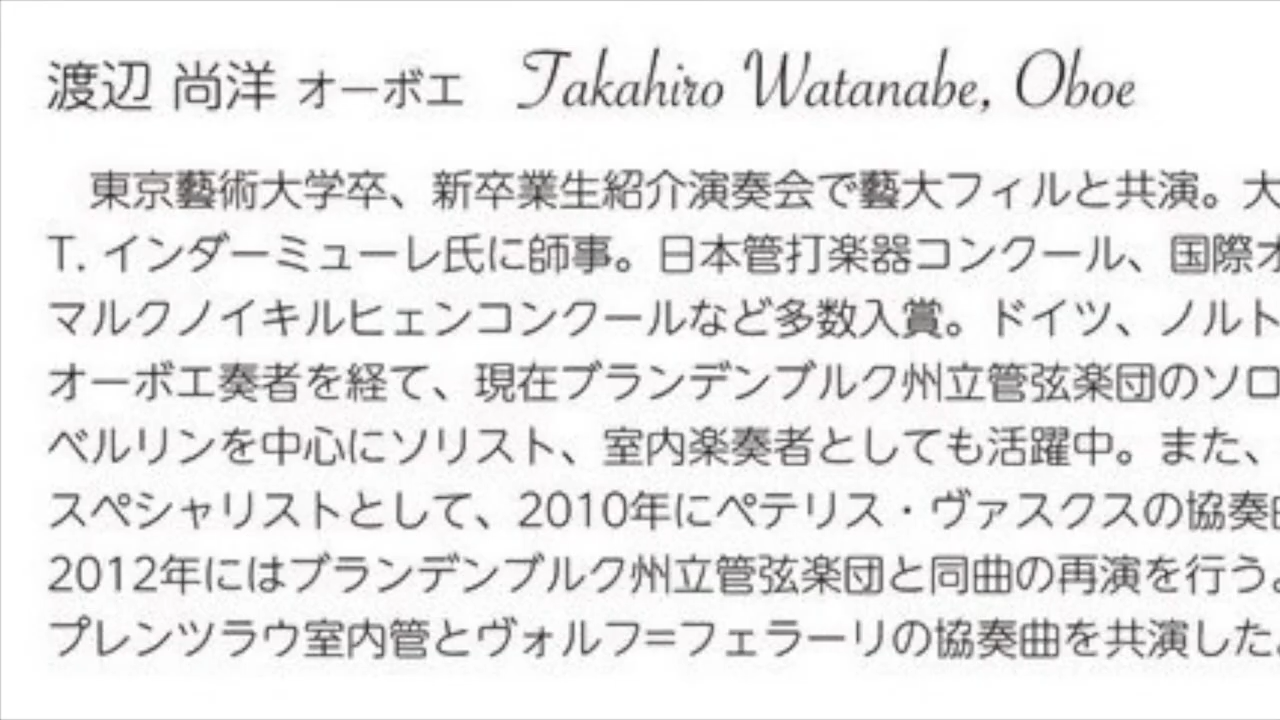 渡辺 尚洋 オーボエ Takahiro Watanabe, Oboe
東京藝術大学卒、新卒業生紹介演奏会で藝大フィルと共演。大
T. インダーミューレ氏に師事。日本管打楽器コンクール、国際オ
マルクノイキルヒェンコンクールなど多数入賞。ドイツ、ノルト
オーボエ奏者を経て、現在ブランデンブルク州立管弦楽団のソロ
ベルリンを中心にソリスト、室内楽奏者としても活躍中。また、
スペシャリストとして、2010年にペテリス・ヴァスクスの協奏曲
2012年にはブランデンブルク州立管弦楽団と同曲の再演を行う。
プレンツラウ室内管とヴォルフ=フェラーリの協奏曲を共演した。